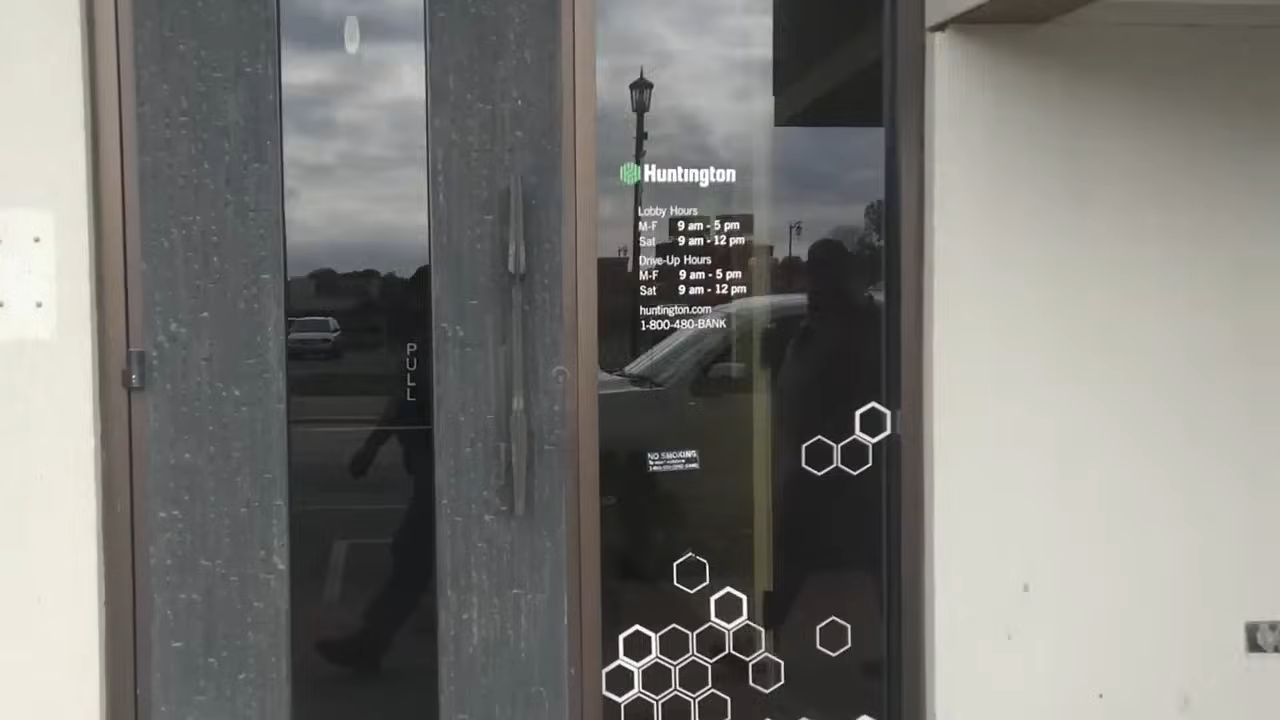 Huntington
Lobby Hours
M-F 9 am - 5 pm
Sat 9 am - 12 pm
Drive-Up Hours
M-F 9 am - 5 pm
Sat 9 am - 12 pm
huntington.com
1-800-480-BANK
PULL
NO SMOKING